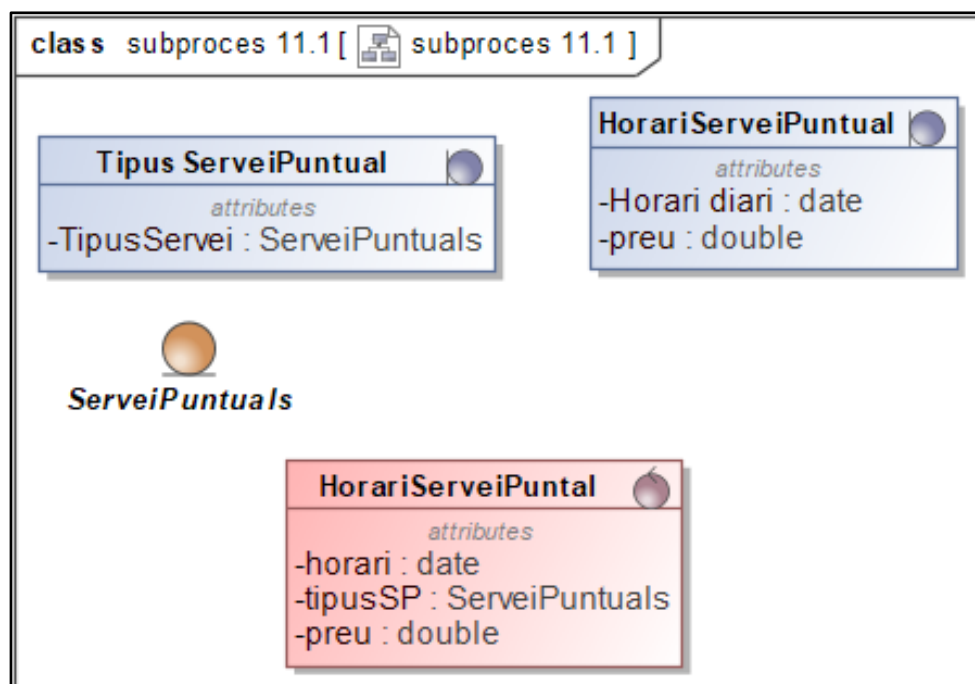 class subproces 11.1 [ subproces 11.1 ]
HorariServeiPuntual
attributes
-Horari diari : date
-preu : double
Tipus ServeiPuntual
attributes
-TipusServei : ServeiPuntuals
ServeiPuntuals
HorariServeiPuntal
attributes
-horari : date
-tipusSP : ServeiPuntuals
-preu : double